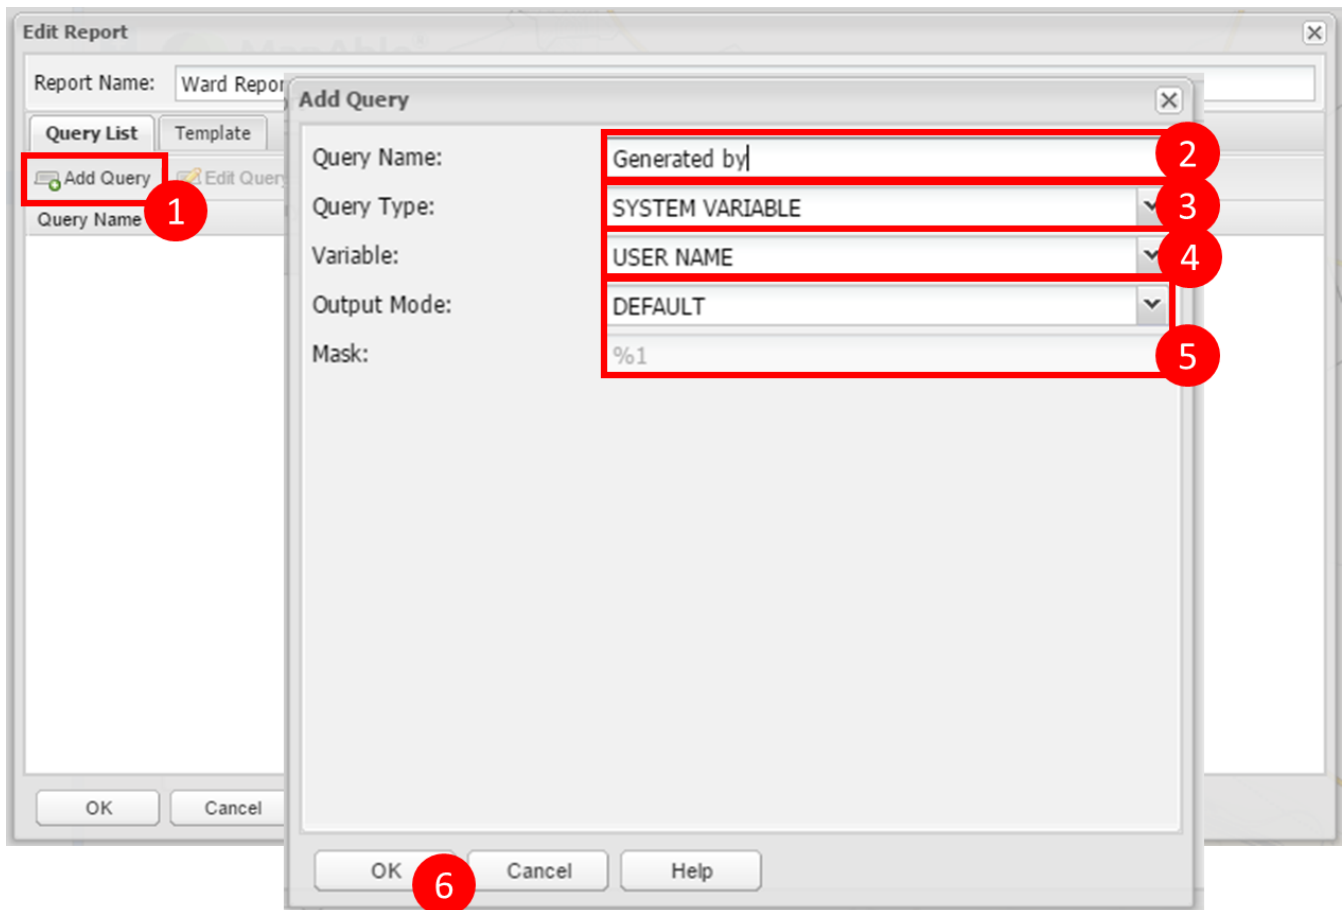 Edit Report
Report Name: Ward Repor
Query List Template
Add Query Edit Query
1
Query Name
OK Cancel
Add Query
Query Name: Generated by 2
Query Type: SYSTEM VARIABLE 3
Variable: USER NAME 4
Output Mode: DEFAULT
Mask: %1 5
OK 6 Cancel Help